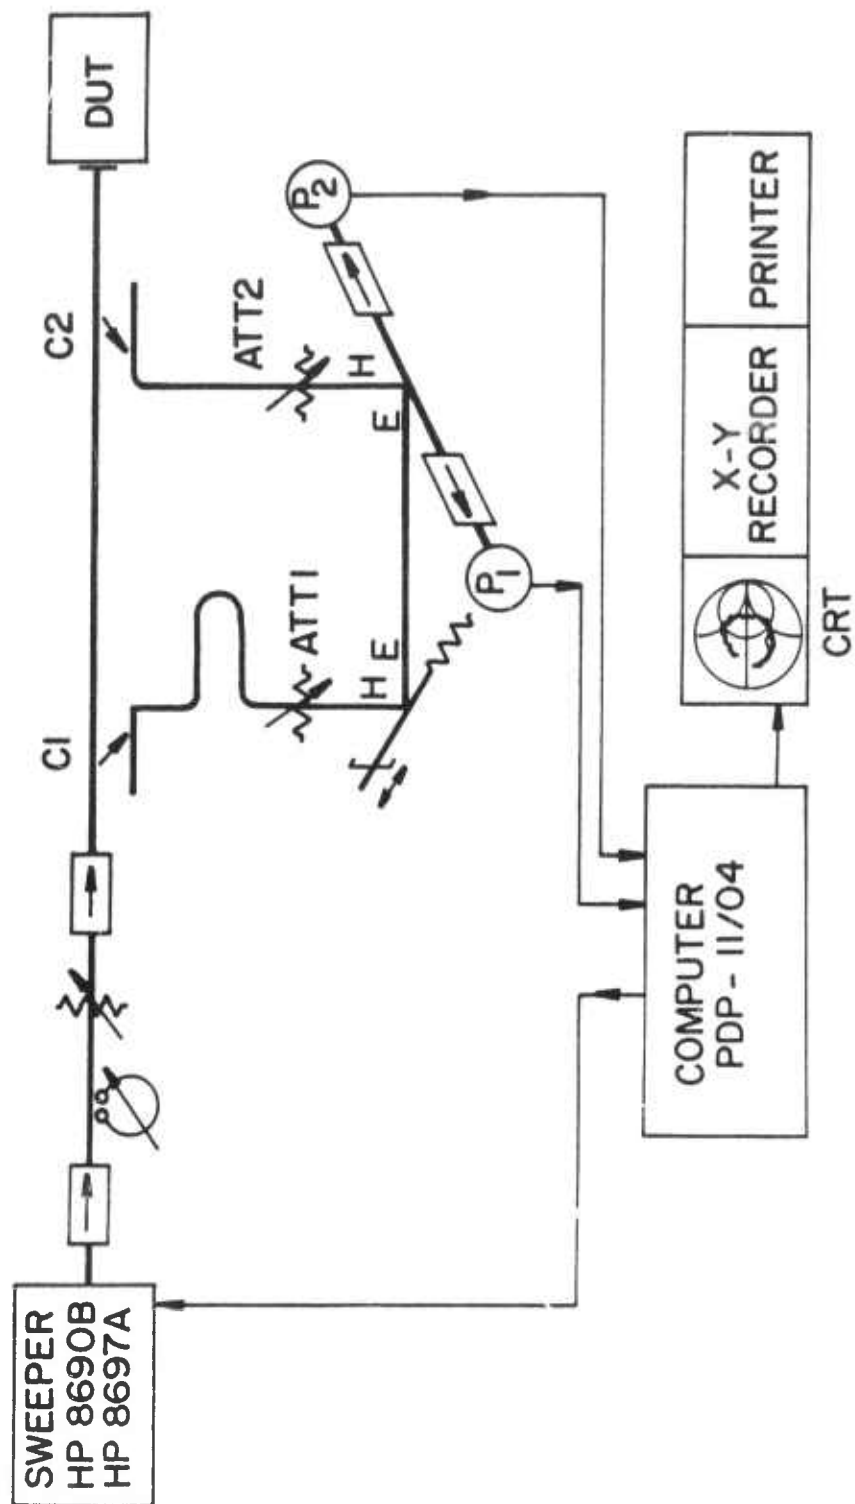 SWEEPER
HP 8690B
HP 8697A
C1
C2
DUT
ATT1
ATT2
H
E
E
H
P1
P2
COMPUTER
PDP-11/04
CRT
X-Y
RECORDER
PRINTER